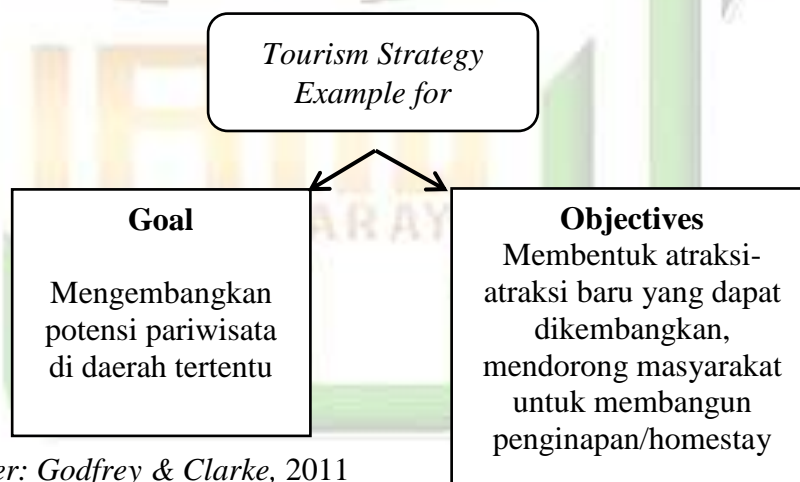 Tourism Strategy
Example for
Goal
Mengembangkan
potensi pariwisata
di daerah tertentu
Objectives
Membentuk atraksi-
atraksi baru yang dapat
dikembangkan,
mendorong masyarakat
untuk membangun
penginapan/homestay
er: Godfrey & Clarke, 2011